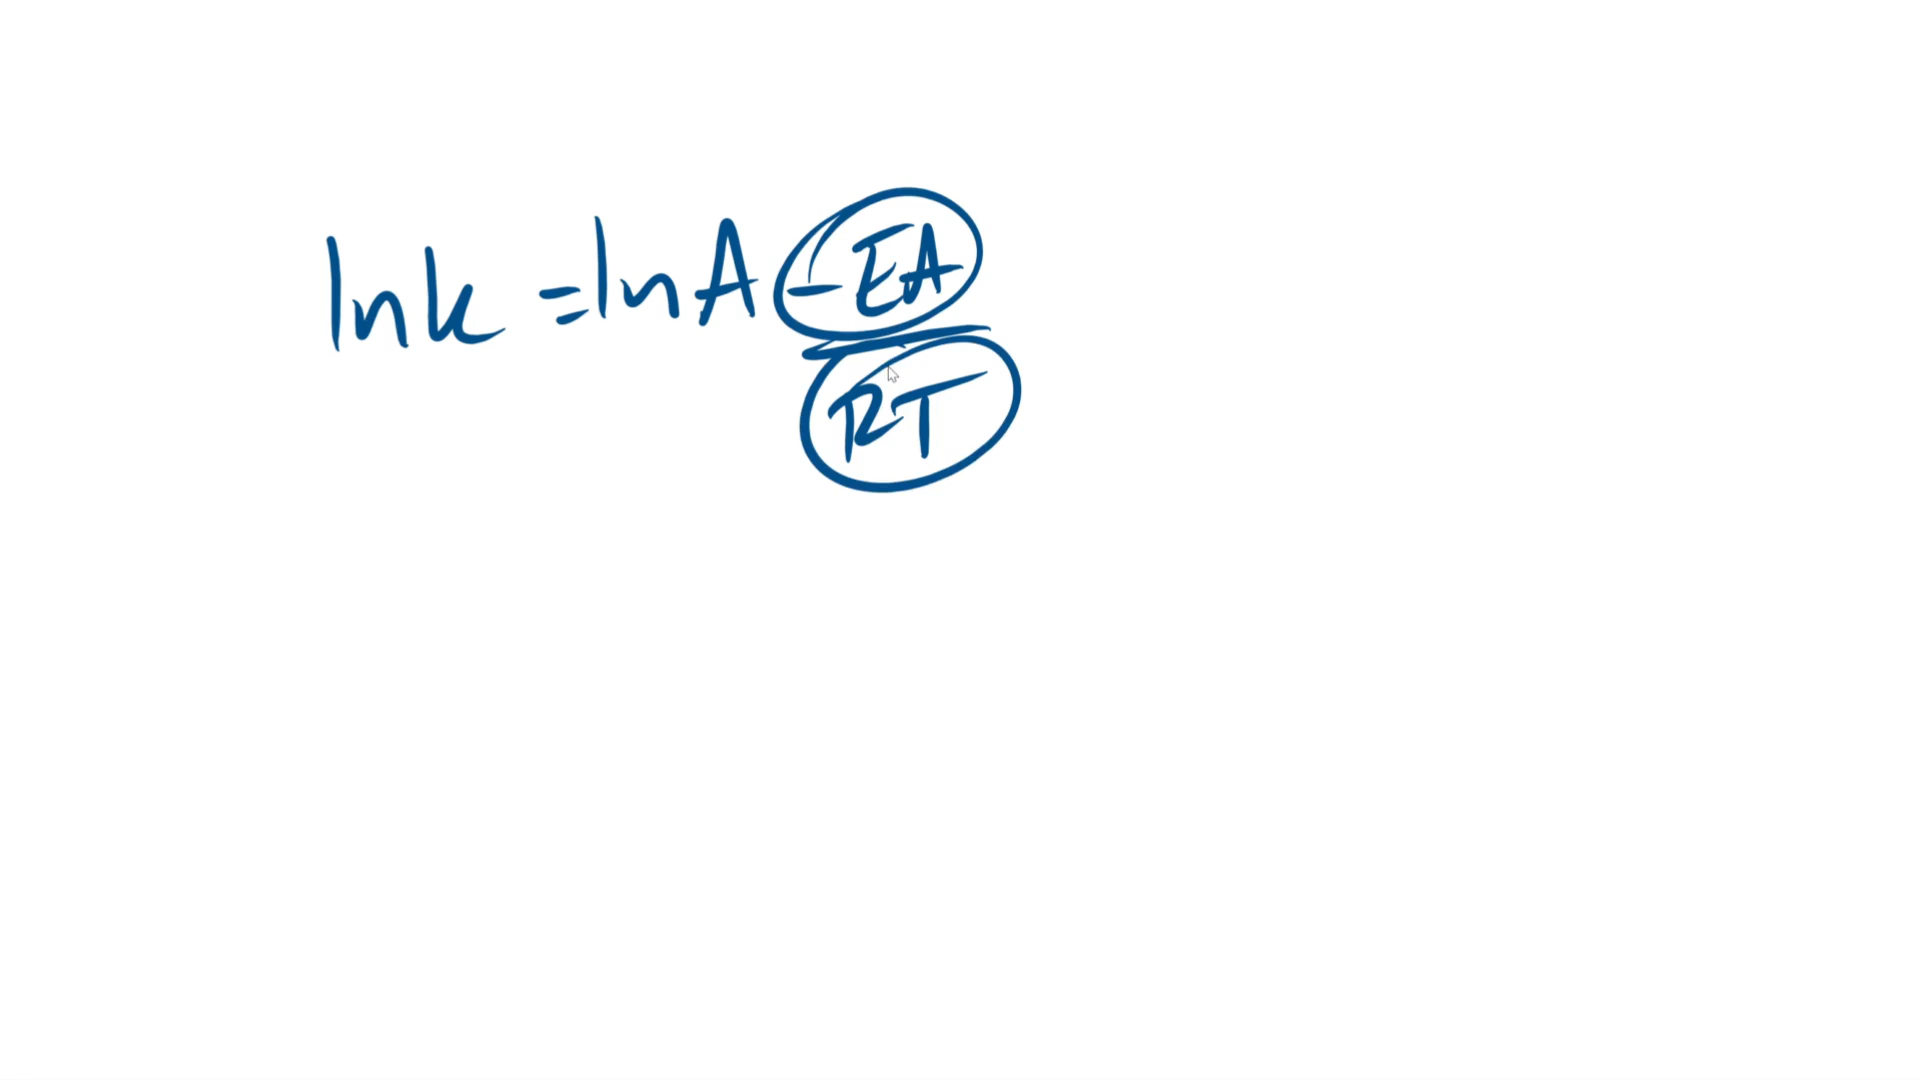 lnk = lnA - EA
RT